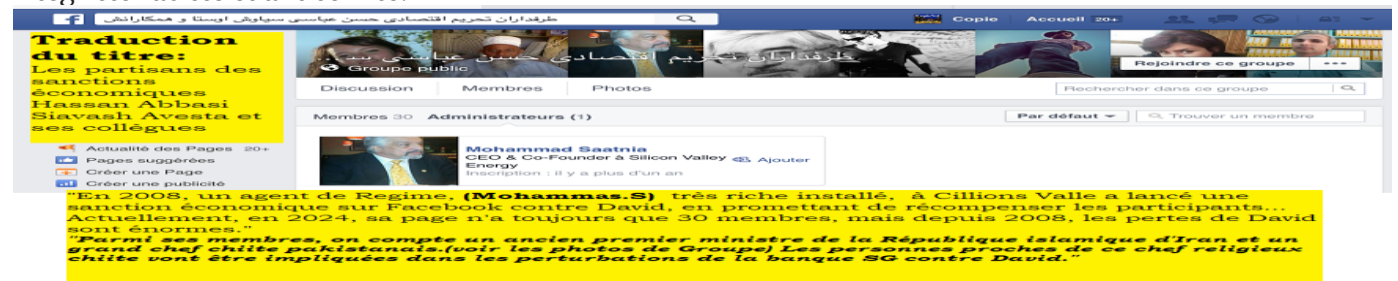 طرفداران تحریم اقتصادی حسن عباسی سیاوش اوستا و همکارانش
Copie Accueil 20+
Traduction
du titre:
Les partisans des
sanctions
économiques
Hassan Abbasi
Siavash Avesta et
ses collègues
طرفداران تحریم اقتصادی حسن عباسی
Groupe public
Rejoindre ce groupe
Discussion Membres Photos
Rechercher dans ce groupe
Membres 30 Administrateurs (1)
Par défaut
Trouver un membre
Actualité des Pages 20+
Pages suggérées
Créer une Page
Créer une publicité
Mohammad Saatnia
CEO & Co-Founder à Silicon Valley
Energy
Ajouter
Inscription : il y a plus d'un an
"En 2008, un agent de Regime, (Mohammas.S) très riche installé, à Cillions Valle a lancé une
sanction économique sur Facebook contre David, en promettant de récompenser les participants...
Actuellement, en 2024, sa page n'a toujours que 30 membres, mais depuis 2008, les pertes de David
sont énormes."
"Parmi ses membres, on compte un ancien premier ministre de la République islamique d'Iran et un
grand chef chiite pakistanais.(voir les photos de Groupe) Les personnes proches de ce chef religieux
chiite vont être impliquées dans les perturbations de la banque SG contre David."